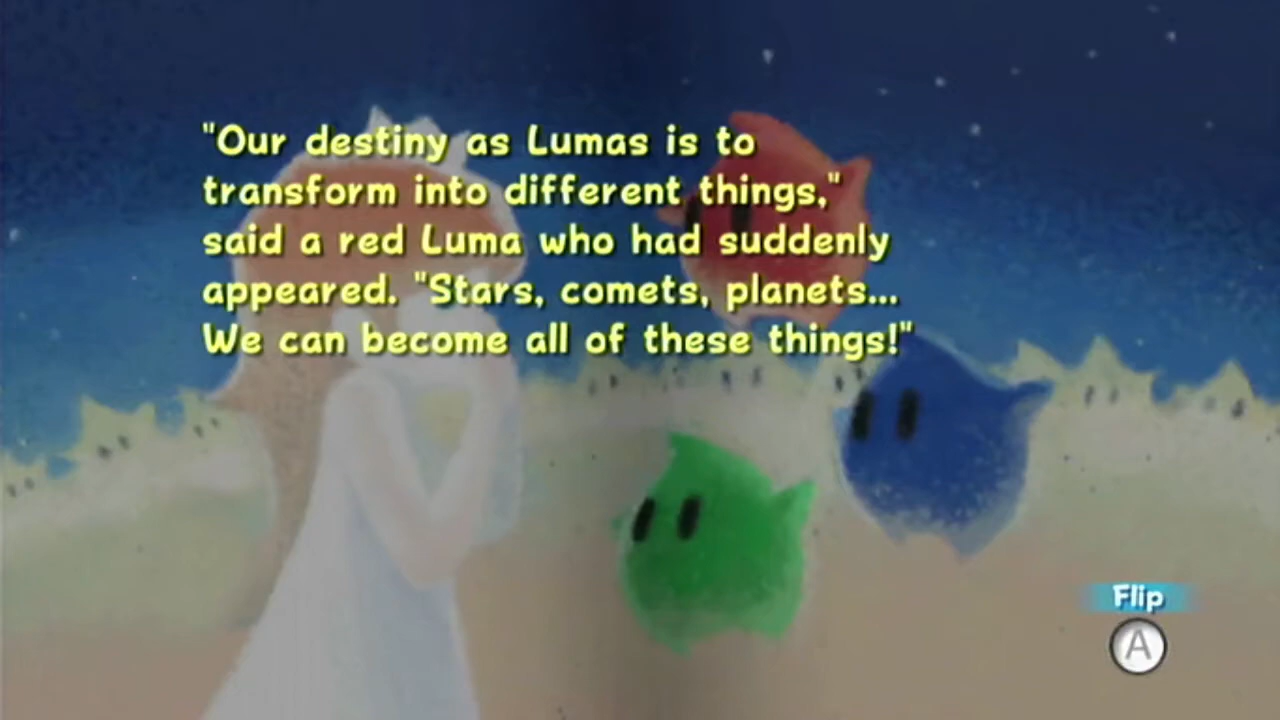 "Our destiny as Lumas is to
transform into different things,"
said a red Luma who had suddenly
appeared. "Stars, comets, planets...
We can become all of these things!"
Flip
A